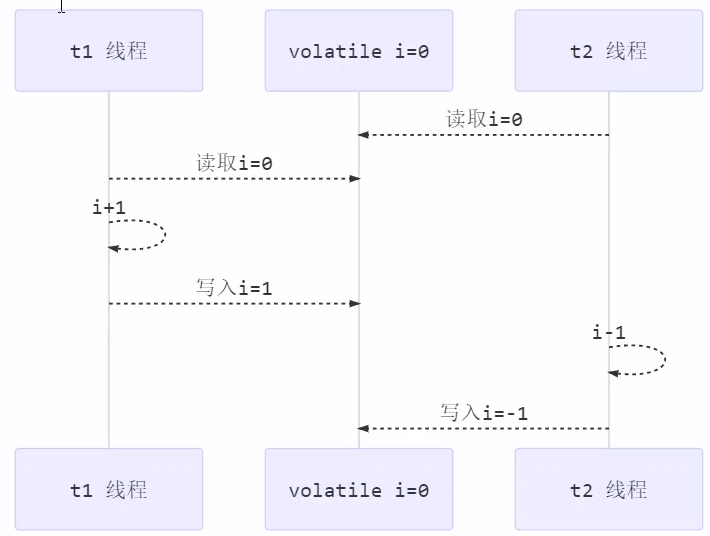 t1 线程
volatile i=0
t2 线程
读取i=0
读取i=0
i+1
写入i=1
i-1
写入i=-1
t1 线程
volatile i=0
t2 线程